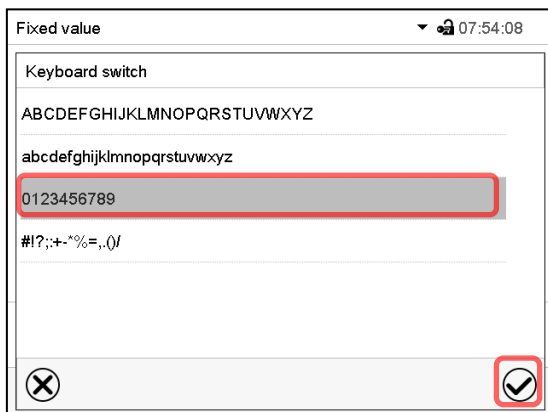 Fixed value 07:54:08
Keyboard switch
ABCDEFGHIJKLMNOPQRSTUVWXYZ
abcdefghijklmnopqrstuvwxyz
0123456789
#!?;:+-*%=,.()/